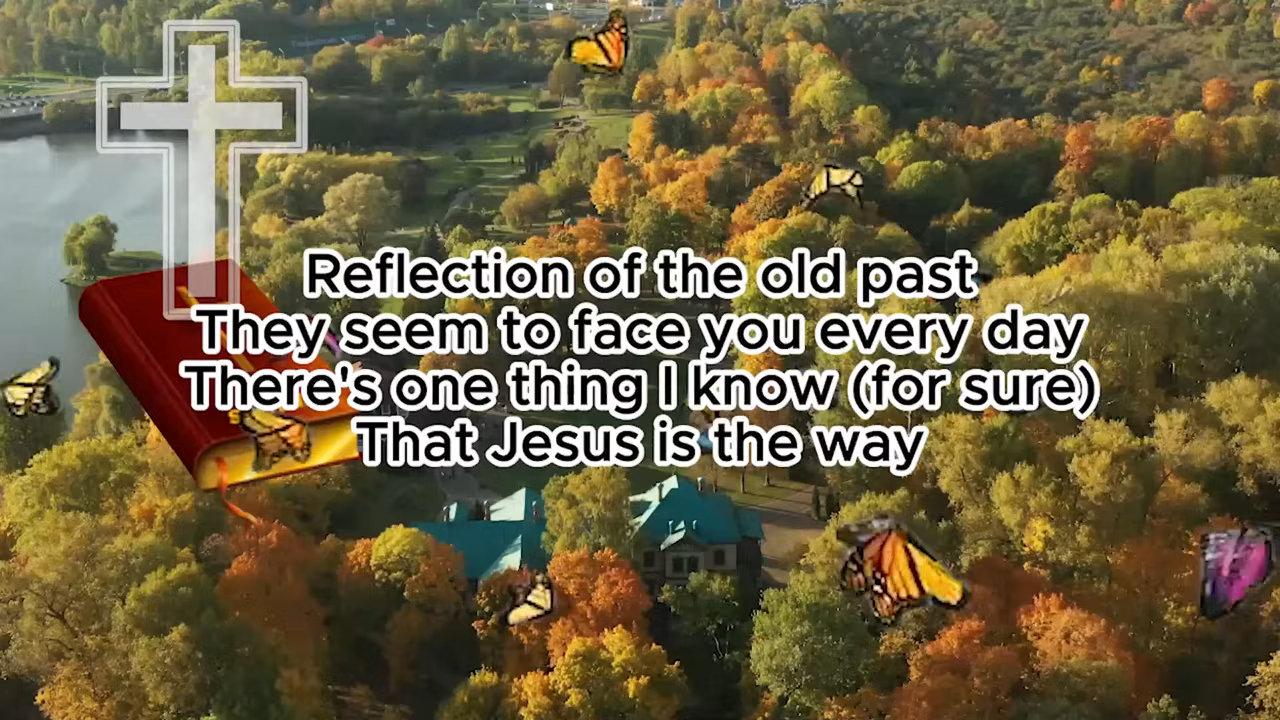 Reflection of the old past
They seem to face you every day
There's one thing I know (for sure)
That Jesus is the way